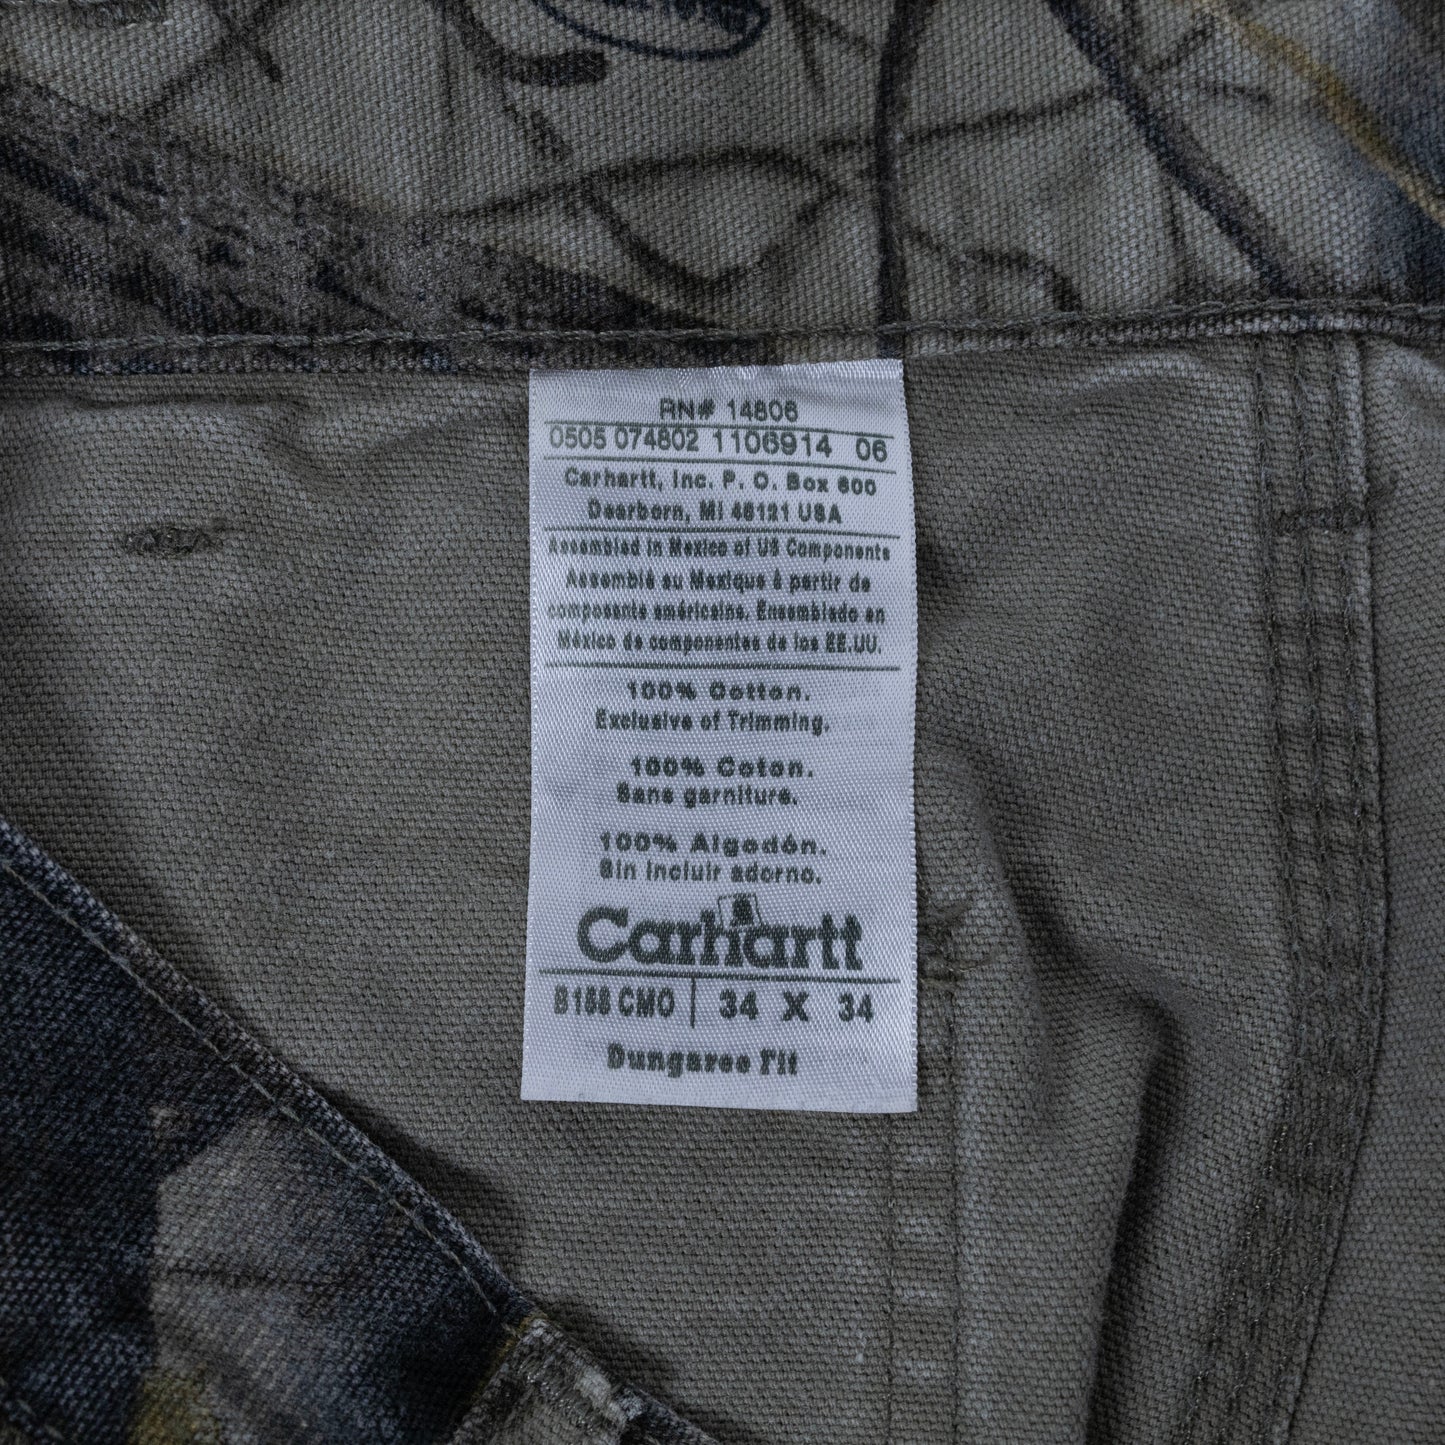 RN# 14806
0505 074802 1106914 06
Carhartt, Inc. P. O. Box 600
Dearborn, MI 48121 USA
Assembled in Mexico of US Components
Assemblé au Mexique à partir de
composants américains. Ensamblado en
México de componentes de los EE.UU.
100% Cotton.
Exclusive of Trimming.
100% Coton.
Sans garniture.
100% Algodón.
Sin incluir adorno.
Carhartt
B188 CMO 34 X 34
Dungaree Fit